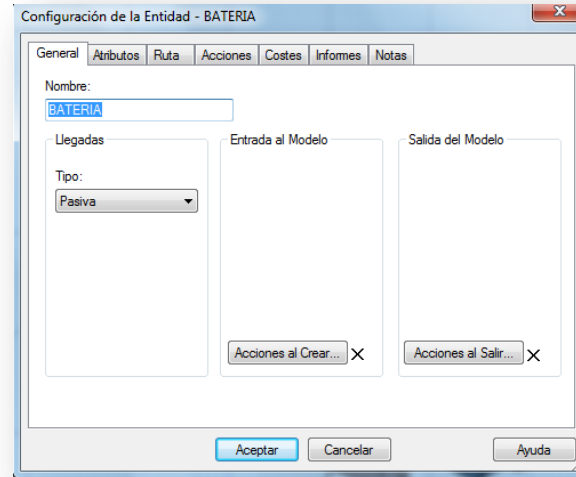 Configuración de la Entidad - BATERIA
General Atributos Ruta Acciones Costes Informes Notas
Nombre:
BATERIA
Llegadas
Tipo:
Pasiva
Entrada al Modelo
Acciones al Crear...
Salida del Modelo
Acciones al Salir...
Aceptar Cancelar Ayuda